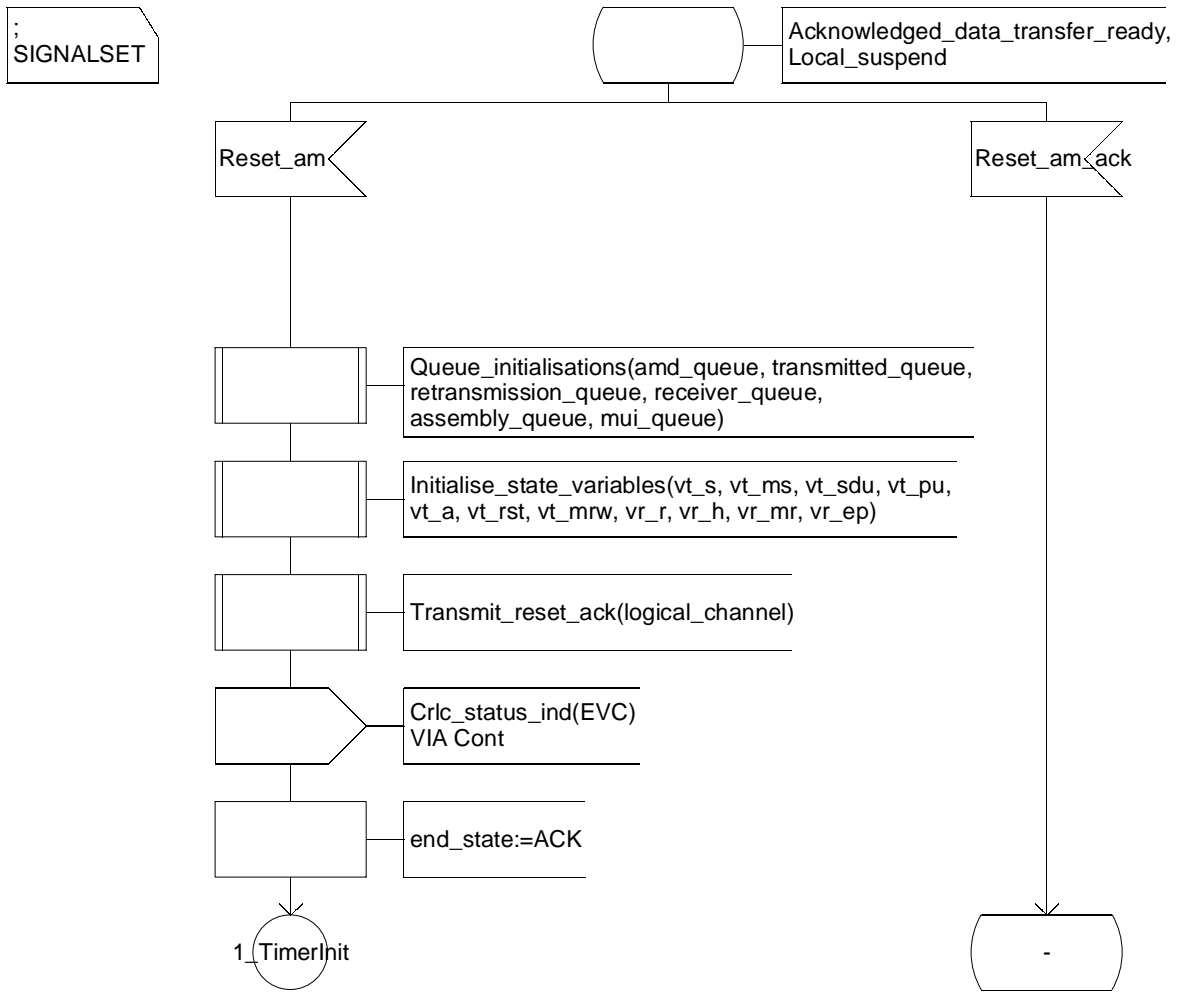 ;
SIGNALSET
Acknowledged_data_transfer_ready,
Local_suspend
Reset_am
Reset_am_ack
Queue_initialisations(amd_queue, transmitted_queue,
retransmission_queue, receiver_queue,
assembly_queue, mui_queue)
Initialise_state_variables(vt_s, vt_ms, vt_sdu, vt_pu,
vt_a, vt_rst, vt_mrw, vr_r, vr_h, vr_mr, vr_ep)
Transmit_reset_ack(logical_channel)
Crlc_status_ind(EVC)
VIA Cont
end_state:=ACK
1_TimerInit
-